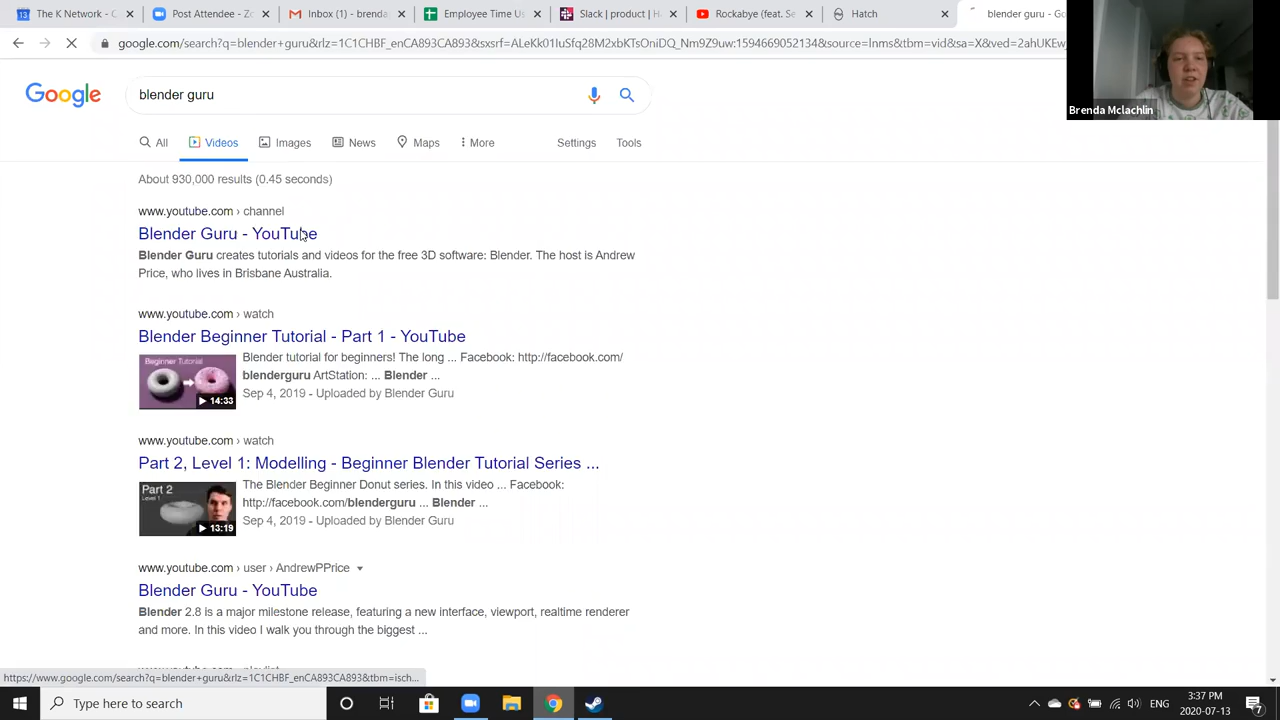 The K Network - C
Post Attendee - Z
Inbox (1) -
Employee Time Us
Slack | product | H
Rockabye (feat. Se
Hatch
blender guru - Go
google.com/search?q=blender+guru&rlz=1C1CHBF_enCA893CA893&sxsrf=ALeKk01IuSfq28M2xbKTsOniDQ_Nm9Z9uw:1594669052134&source=lnms&tbm=vid&sa=X&ved=2ahUKEw
Brenda Mclachlin
Google
blender guru
All
Videos
Images
News
Maps
More
Settings
Tools
About 930,000 results (0.45 seconds)
www.youtube.com › channel
Blender Guru - YouTube
Blender Guru creates tutorials and videos for the free 3D software: Blender. The host is Andrew
Price, who lives in Brisbane Australia.
www.youtube.com › watch
Blender Beginner Tutorial - Part 1 - YouTube
Beginner Tutorial
14:33
Blender tutorial for beginners! The long ... Facebook: http://facebook.com/
blenderguru ArtStation: ... Blender ...
Sep 4, 2019 - Uploaded by Blender Guru
www.youtube.com › watch
Part 2, Level 1: Modelling - Beginner Blender Tutorial Series ...
Part 2
Level 1
13:19
The Blender Beginner Donut series. In this video ... Facebook:
http://facebook.com/blenderguru ... Blender ...
Sep 4, 2019 - Uploaded by Blender Guru
www.youtube.com › user › AndrewPPrice
Blender Guru - YouTube
Blender 2.8 is a major milestone release, featuring a new interface, viewport, realtime renderer
and more. In this video I walk you through the biggest ...
www.youtube.com › playlist
https://www.google.com/search?q=blender+guru&rlz=1C1CHBF_enCA893CA893&tbm=isch...
Type here to search
ENG
3:37 PM
2020-07-13
7